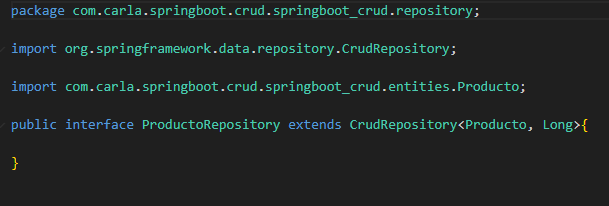 package com.carla.springboot.crud.springboot_crud.repository;
import org.springframework.data.repository.CrudRepository;
import com.carla.springboot.crud.springboot_crud.entities.Producto;
public interface ProductoRepository extends CrudRepository<Producto, Long>{
}